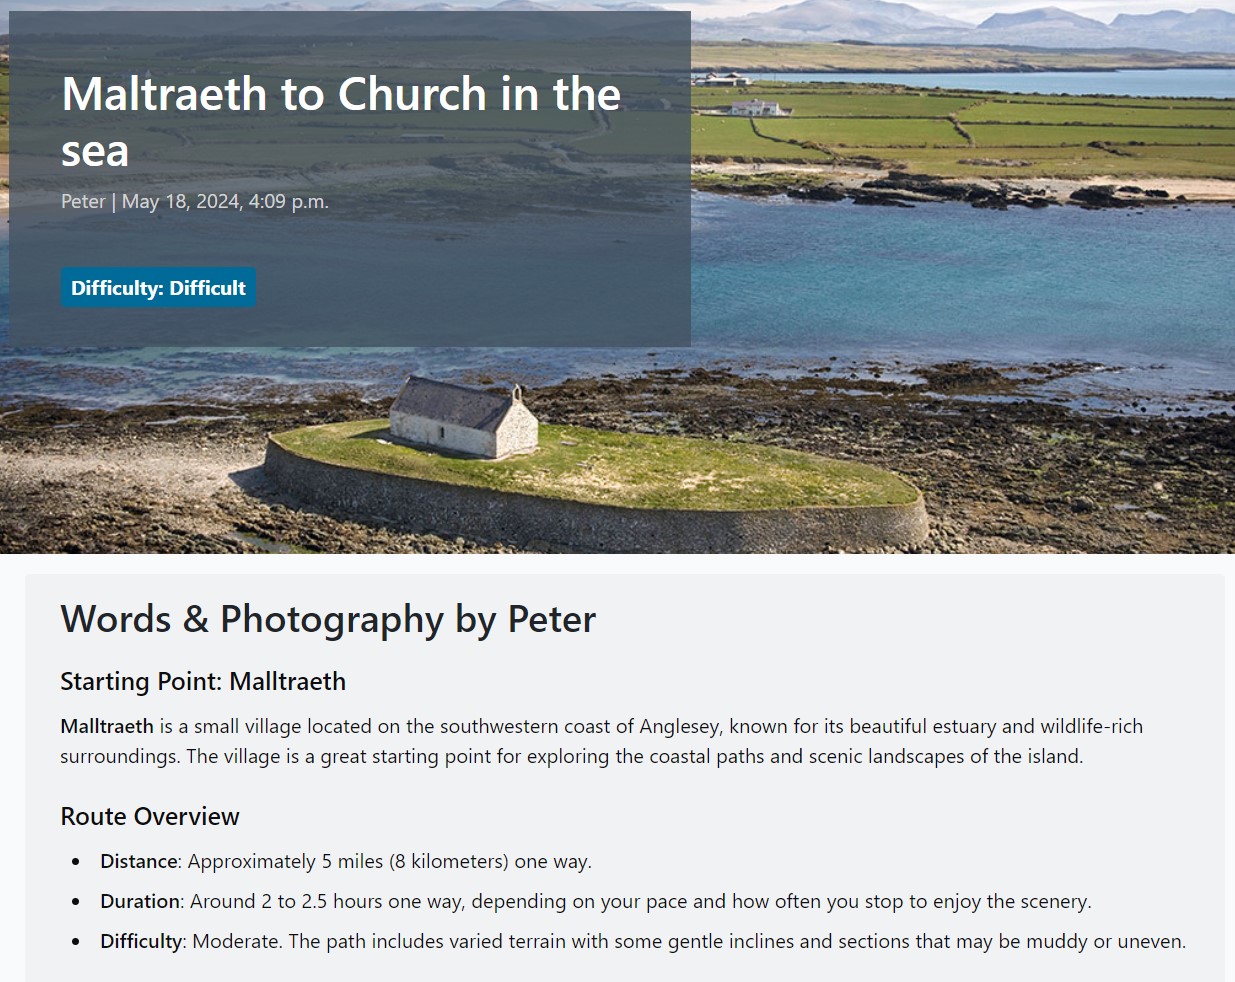 Maltraeth to Church in the
sea
Peter | May 18, 2024, 4:09 p.m.
Difficulty: Difficult
Words & Photography by Peter
Starting Point: Malltraeth
Malltraeth is a small village located on the southwestern coast of Anglesey, known for its beautiful estuary and wildlife-rich
surroundings. The village is a great starting point for exploring the coastal paths and scenic landscapes of the island.
Route Overview
• Distance: Approximately 5 miles (8 kilometers) one way.
• Duration: Around 2 to 2.5 hours one way, depending on your pace and how often you stop to enjoy the scenery.
• Difficulty: Moderate. The path includes varied terrain with some gentle inclines and sections that may be muddy or uneven.